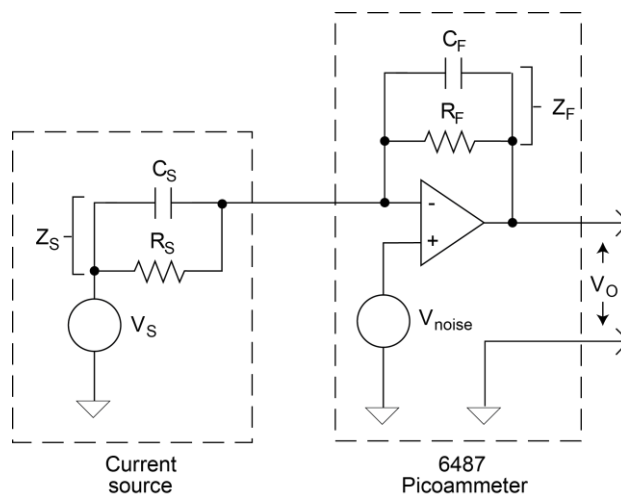 C_F
Z_F
R_F
C_S
Z_S
R_S
-
+
V_S
V_noise
V_O
Current
source
6487
Picoammeter